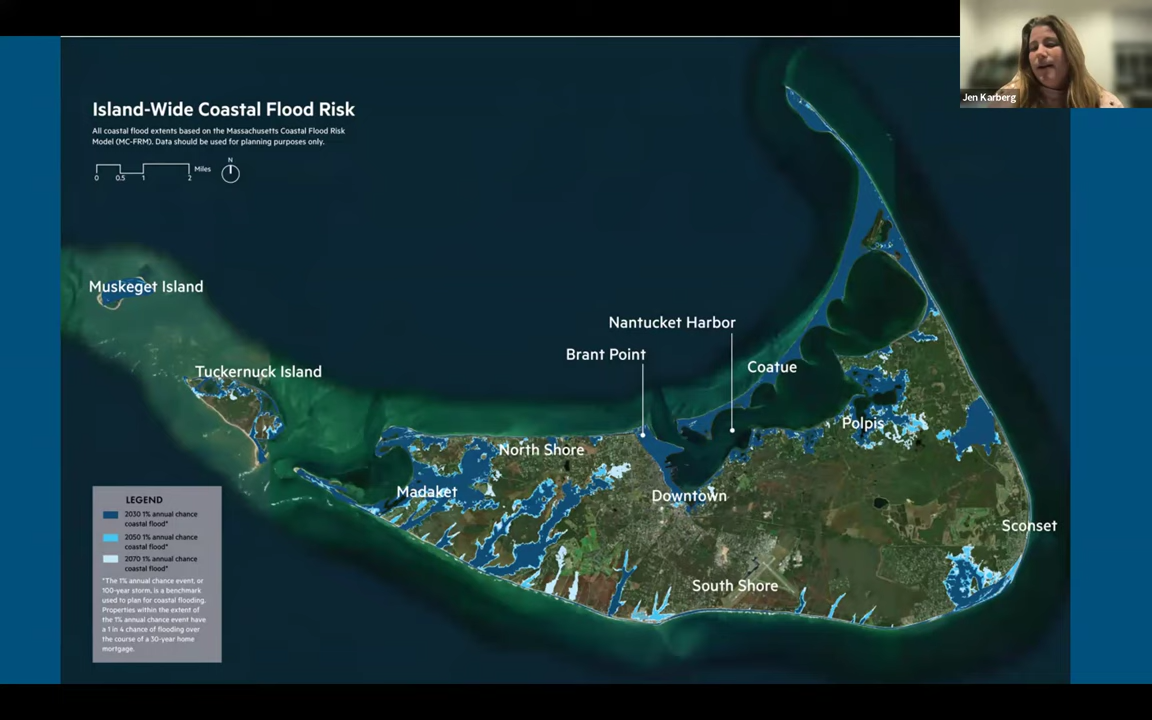 Jen Karberg
Island-Wide Coastal Flood Risk
All coastal flood extents based on the Massachusetts Coastal Flood Risk
Model (MC-FRM). Data should be used for planning purposes only.
0 0.5 1 2 Miles
N
Muskeget Island
Nantucket Harbor
Brant Point
Coatue
Tuckernuck Island
Polpis
North Shore
Madaket
Downtown
Sconset
South Shore
LEGEND
2030 1% annual chance
coastal flood*
2050 1% annual chance
coastal flood*
2070 1% annual chance
coastal flood*
*The 1% annual chance event, or
100-year storm, is a benchmark
used to plan for coastal flooding.
Properties within the extent of
the 1% annual chance event have
a 1 in 4 chance of flooding over
the course of a 30-year home
mortgage.